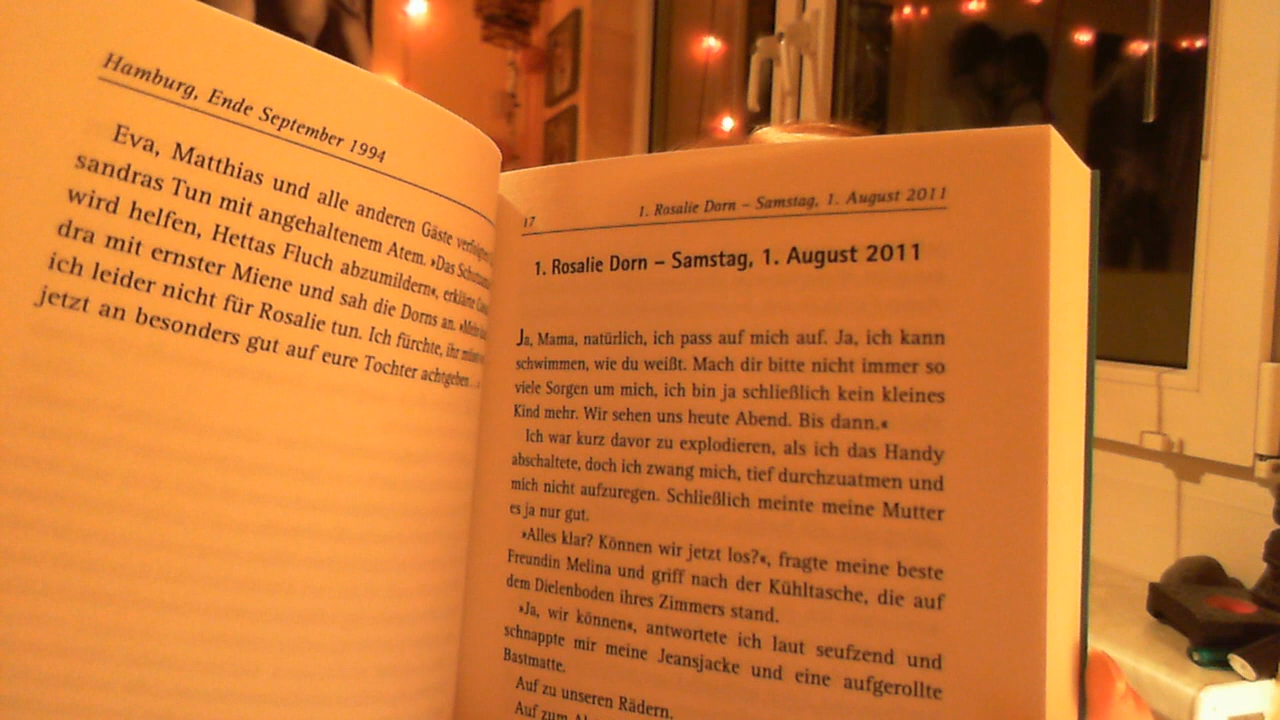 Hamburg, Ende September 1994
Eva, Matthias und alle anderen Gäste
sandras Tun mit angehaltenem Atem. »Das
wird helfen, Hettas Fluch abzumildern«, erklärte
dra mit ernster Miene und sah die Dorns an.
ich leider nicht für Rosalie tun. Ich fürchte, ihr
jetzt an besonders gut auf eure Tochter achtgeben
17
1. Rosalie Dorn – Samstag, 1. August 2011
1. Rosalie Dorn – Samstag, 1. August 2011
Ja, Mama, natürlich, ich pass auf mich auf. Ja, ich kann
schwimmen, wie du weißt. Mach dir bitte nicht immer so
viele Sorgen um mich, ich bin ja schließlich kein kleines
Kind mehr. Wir sehen uns heute Abend. Bis dann.«
Ich war kurz davor zu explodieren, als ich das Handy
abschaltete, doch ich zwang mich, tief durchzuatmen und
mich nicht aufzuregen. Schließlich meinte meine Mutter
es ja nur gut.
»Alles klar? Können wir jetzt los?«, fragte meine beste
Freundin Melina und griff nach der Kühltasche, die auf
dem Dielenboden ihres Zimmers stand.
»Ja, wir können«, antwortete ich laut seufzend und
schnappte mir meine Jeansjacke und eine aufgerollte
Bastmatte.
Auf zu unseren Rädern.
Auf zum